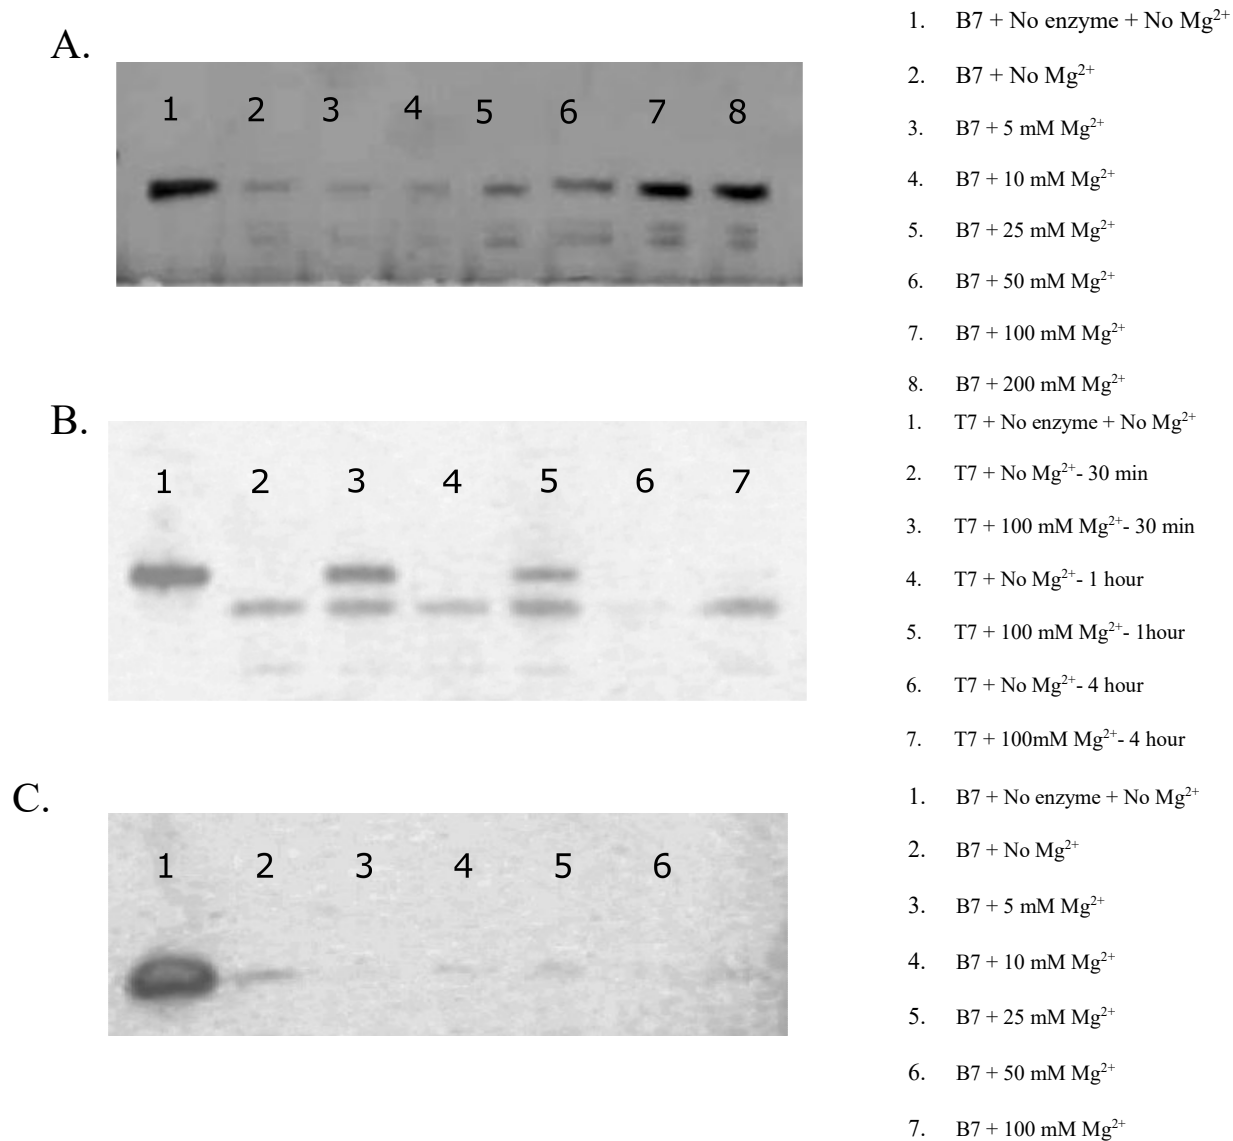 A.
1 2 3 4 5 6 7 8
1. B7 + No enzyme + No Mg²⁺
2. B7 + No Mg²⁺
3. B7 + 5 mM Mg²⁺
4. B7 + 10 mM Mg²⁺
5. B7 + 25 mM Mg²⁺
6. B7 + 50 mM Mg²⁺
7. B7 + 100 mM Mg²⁺
8. B7 + 200 mM Mg²⁺
B.
1 2 3 4 5 6 7
1. T7 + No enzyme + No Mg²⁺
2. T7 + No Mg²⁺- 30 min
3. T7 + 100 mM Mg²⁺- 30 min
4. T7 + No Mg²⁺- 1 hour
5. T7 + 100 mM Mg²⁺- 1hour
6. T7 + No Mg²⁺- 4 hour
7. T7 + 100mM Mg²⁺- 4 hour
C.
1 2 3 4 5 6
1. B7 + No enzyme + No Mg²⁺
2. B7 + No Mg²⁺
3. B7 + 5 mM Mg²⁺
4. B7 + 10 mM Mg²⁺
5. B7 + 25 mM Mg²⁺
6. B7 + 50 mM Mg²⁺
7. B7 + 100 mM Mg²⁺